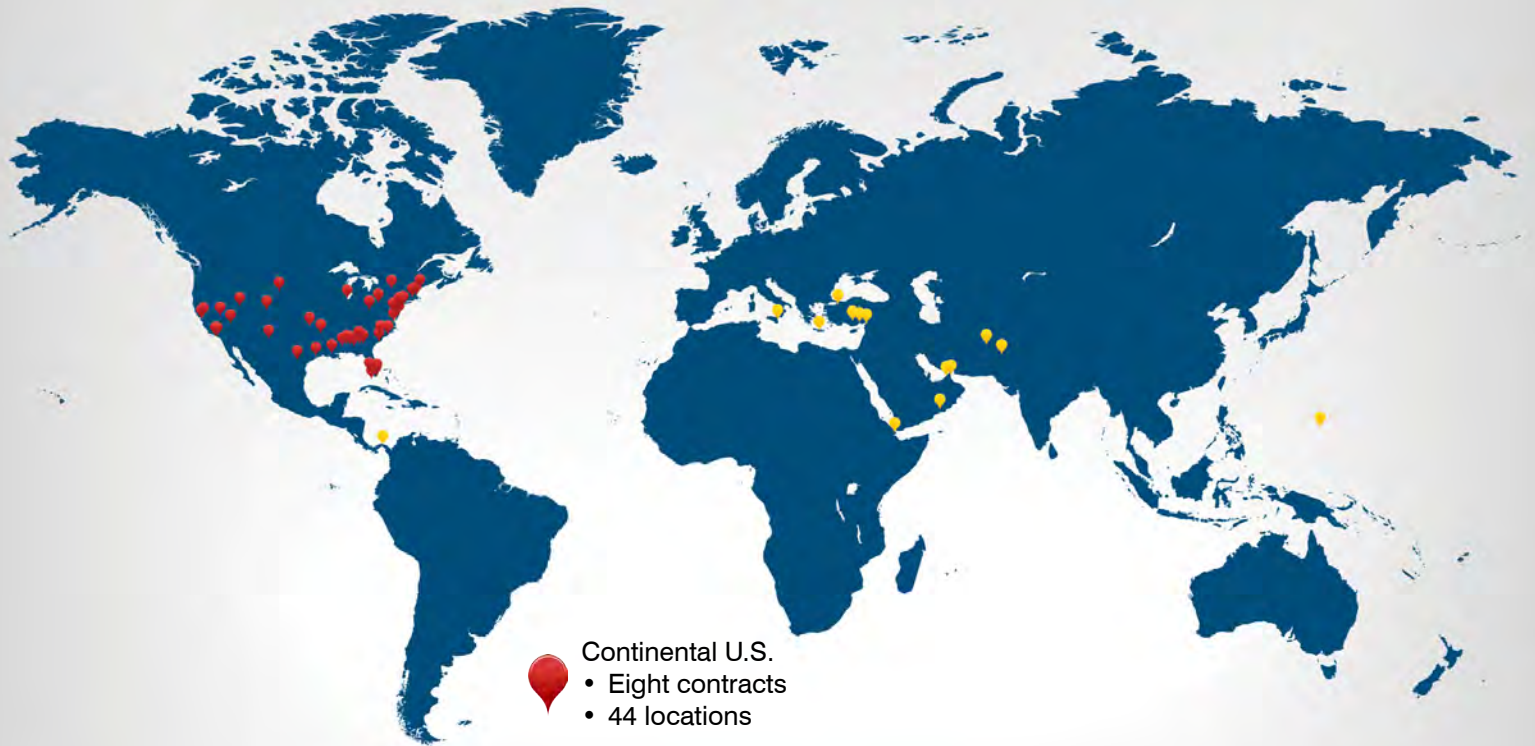 Continental U.S.
• Eight contracts
• 44 locations